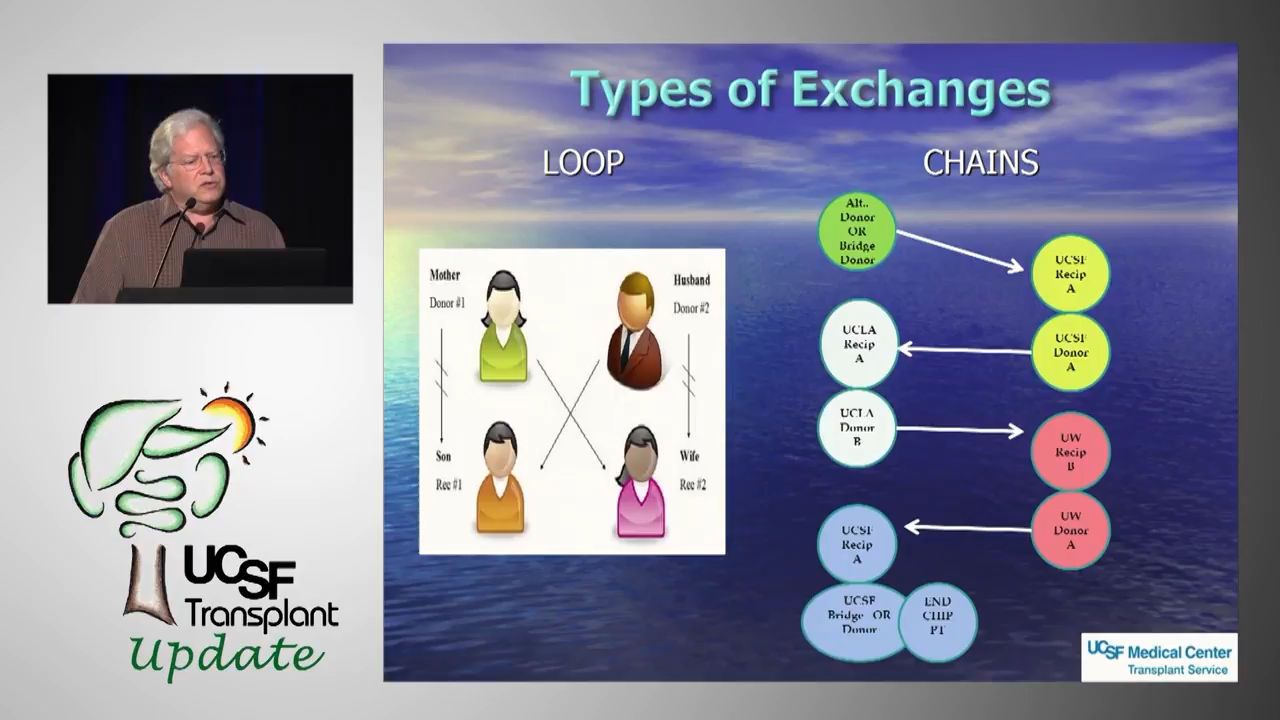 Types of Exchanges
LOOP
CHAINS
Mother
Donor #1
Husband
Donor #2
Son
Rec #1
Wife
Rec #2
Alt..
Donor
OR
Bridge
Donor
UCSF
Recip
A
UCSF
Donor
A
UCLA
Recip
A
UCLA
Donor
B
UW
Recip
B
UW
Donor
A
UCSF
Recip
A
UCSF
Bridge OR
Donor
END
CHIP
PT
UCSF
Transplant
Update
UCSF Medical Center
Transplant Service